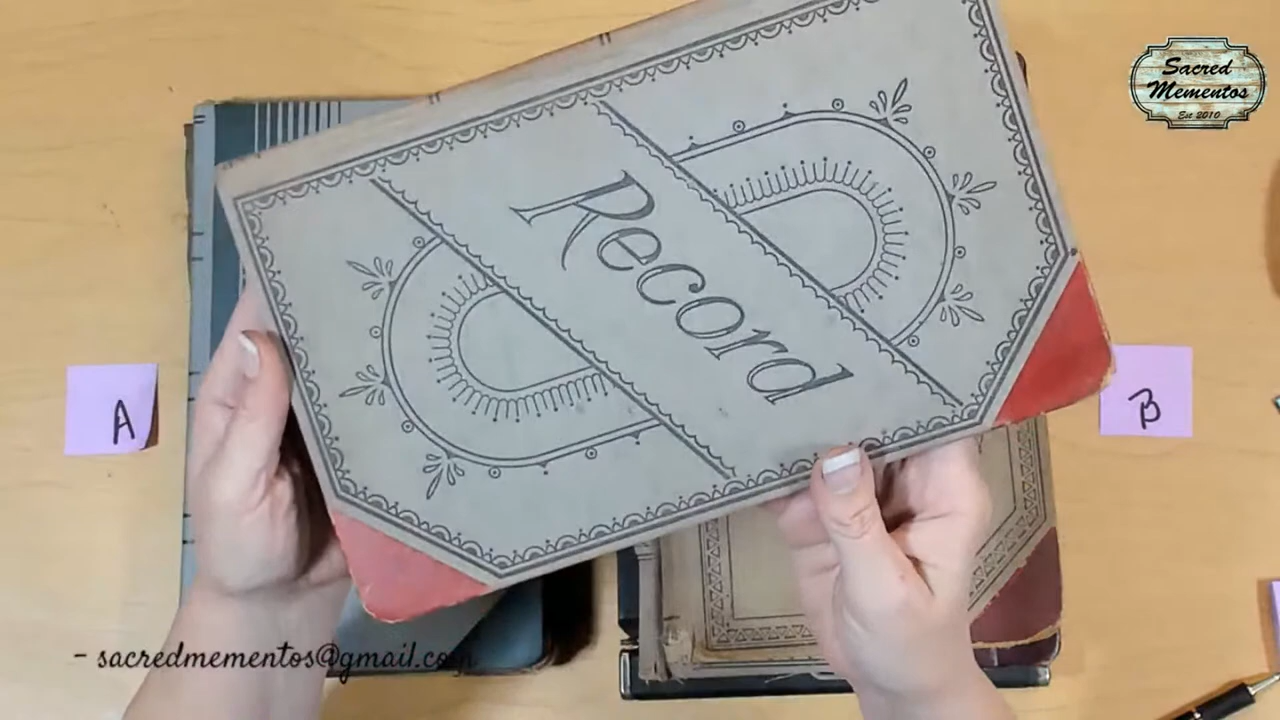 Sacred
Mementos
Est 2010
Record
A
B
- sacredmementos@gmail.com